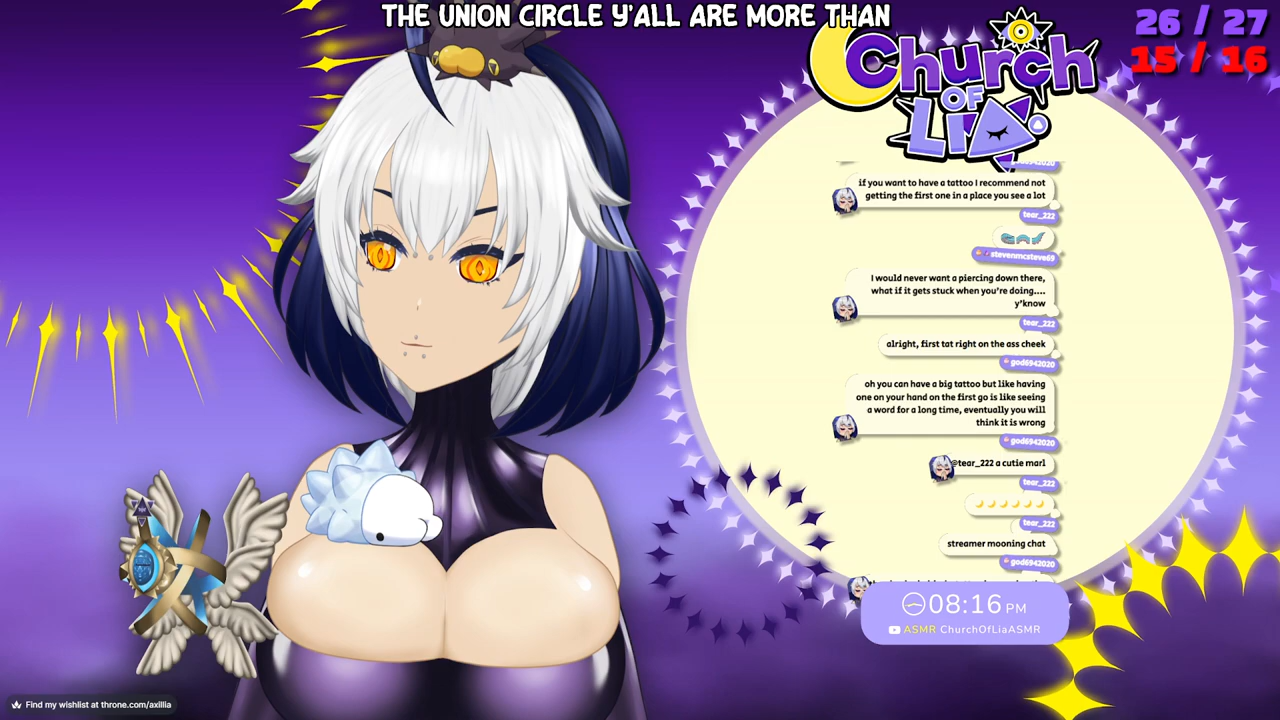 THE UNION CIRCLE Y'ALL ARE MORE THAN
26 / 27
15 / 16
Church
OF
LIA
if you want to have a tattoo I recommend not
getting the first one in a place you see a lot
tear_222
stevenmcsteve69
I would never want a piercing down there,
what if it gets stuck when you're doing....
y'know
tear_222
alright, first tat right on the ass cheek
god6942020
oh you can have a big tattoo but like having
one on your hand on the first go is like seeing
a word for a long time, eventually you will
think it is wrong
god6942020
@tear_222 a cutie marl
tear_222
tear_222
streamer mooning chat
god6942020
08:16 PM
ASMR ChurchOfLiaASMR
Find my wishlist at throne.com/axillia